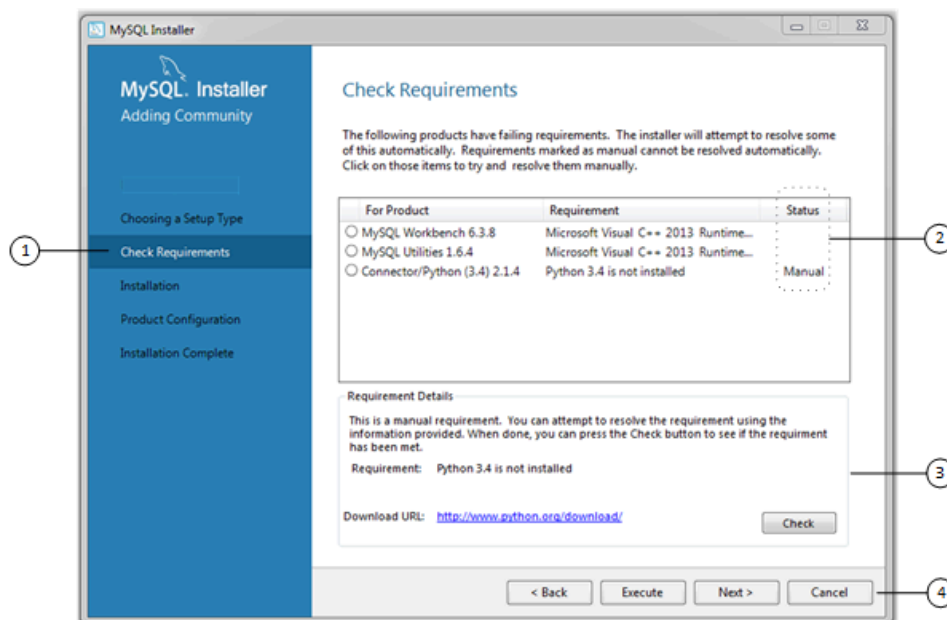 MySQL Installer
MySQL. Installer
Adding Community
Choosing a Setup Type
Check Requirements
Installation
Product Configuration
Installation Complete
Check Requirements
The following products have failing requirements. The installer will attempt to resolve some
of this automatically. Requirements marked as manual cannot be resolved automatically.
Click on those items to try and resolve them manually.
For Product Requirement Status
MySQL Workbench 6.3.8 Microsoft Visual C++ 2013 Runtime...
MySQL Utilities 1.6.4 Microsoft Visual C++ 2013 Runtime...
Connector/Python (3.4) 2.1.4 Python 3.4 is not installed Manual
Requirement Details
This is a manual requirement. You can attempt to resolve the requirement using the
information provided. When done, you can press the Check button to see if the requirment
has been met.
Requirement: Python 3.4 is not installed
Download URL: http://www.python.org/download/
Check
< Back Execute Next > Cancel
1
2
3
4